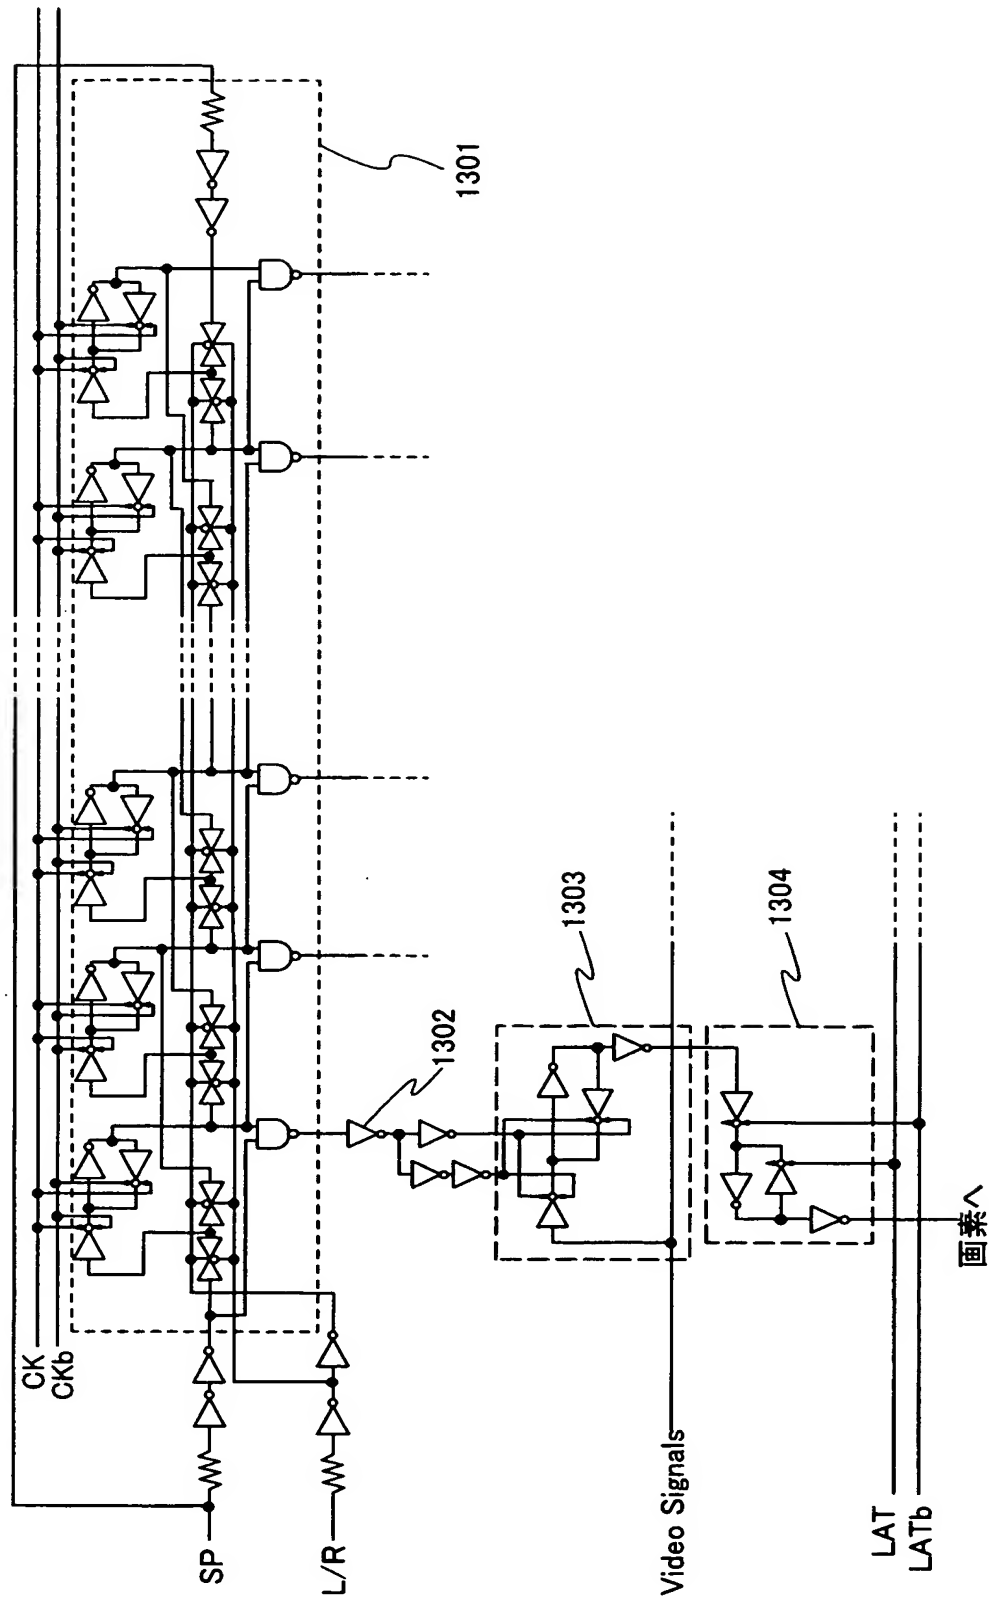 CK
CKb
SP
L/R
1301
1302
1303
1304
Video Signals
LAT
LATb
画素へ